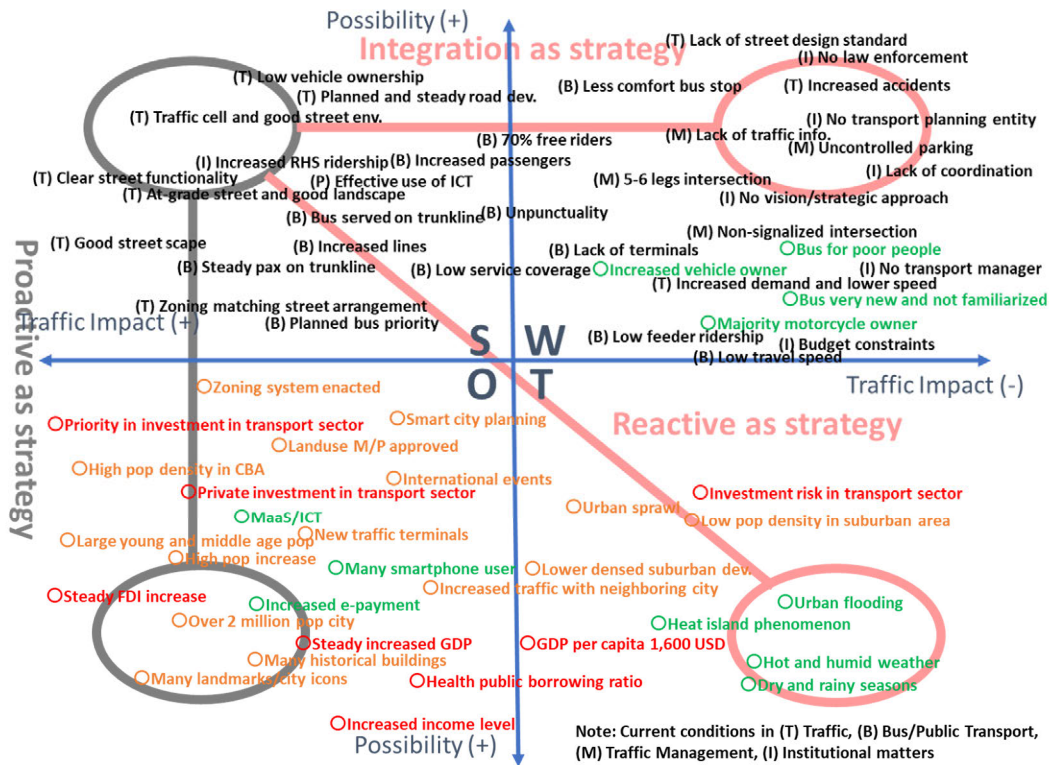 Possibility (+)
Integration as strategy
(T) Lack of street design standard
(I) No law enforcement
(T) Low vehicle ownership
(B) Less comfort bus stop
(T) Increased accidents
(T) Planned and steady road dev.
(T) Traffic cell and good street env.
(I) No transport planning entity
(B) 70% free riders
(M) Lack of traffic info.
(M) Uncontrolled parking
(I) Increased RHS ridership
(B) Increased passengers
(I) Lack of coordination
(T) Clear street functionality
(P) Effective use of ICT
(M) 5-6 legs intersection
(T) At-grade street and good landscape
(I) No vision/strategic approach
(B) Bus served on trunkline
(B) Unpunctuality
(M) Non-signalized intersection
(T) Good street scape
(B) Increased lines
(B) Lack of terminals
Bus for poor people
(B) Steady pax on trunkline
(B) Low service coverage
Increased vehicle owner
(I) No transport manager
(T) Increased demand and lower speed
Bus very new and not familiarized
(T) Zoning matching street arrangement
Traffic Impact (+)
(B) Planned bus priority
Majority motorcycle owner
(B) Low feeder ridership
(I) Budget constraints
(B) Low travel speed
S W
O T
Traffic Impact (-)
Proactive as strategy
Zoning system enacted
Smart city planning
Priority in investment in transport sector
Reactive as strategy
Landuse M/P approved
High pop density in CBA
International events
Private investment in transport sector
Investment risk in transport sector
Urban sprawl
MaaS/ICT
Low pop density in suburban area
New traffic terminals
Large young and middle age pop
High pop increase
Many smartphone user
Lower densed suburban dev.
Increased traffic with neighboring city
Steady FDI increase
Increased e-payment
Urban flooding
Over 2 million pop city
Heat island phenomenon
Steady increased GDP
GDP per capita 1,600 USD
Many historical buildings
Hot and humid weather
Many landmarks/city icons
Health public borrowing ratio
Dry and rainy seasons
Increased income level
Possibility (+)
Note: Current conditions in (T) Traffic, (B) Bus/Public Transport,
(M) Traffic Management, (I) Institutional matters